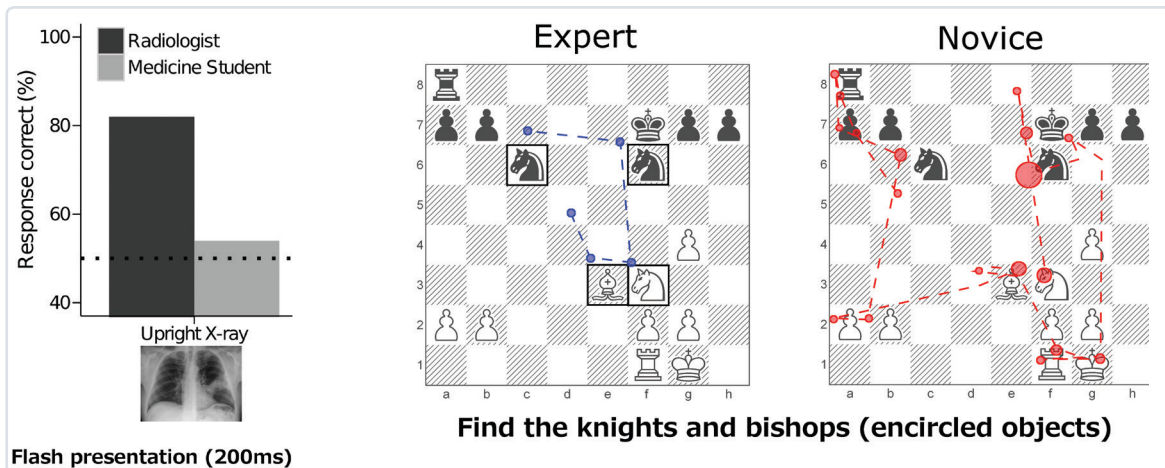 100
80
60
40
Response correct (%)
Radiologist
Medicine Student
Upright X-ray
Flash presentation (200ms)
Expert
8
7
6
5
4
3
2
1
a b c d e f g h
Novice
8
7
6
5
4
3
2
1
a b c d e f g h
Find the knights and bishops (encircled objects)